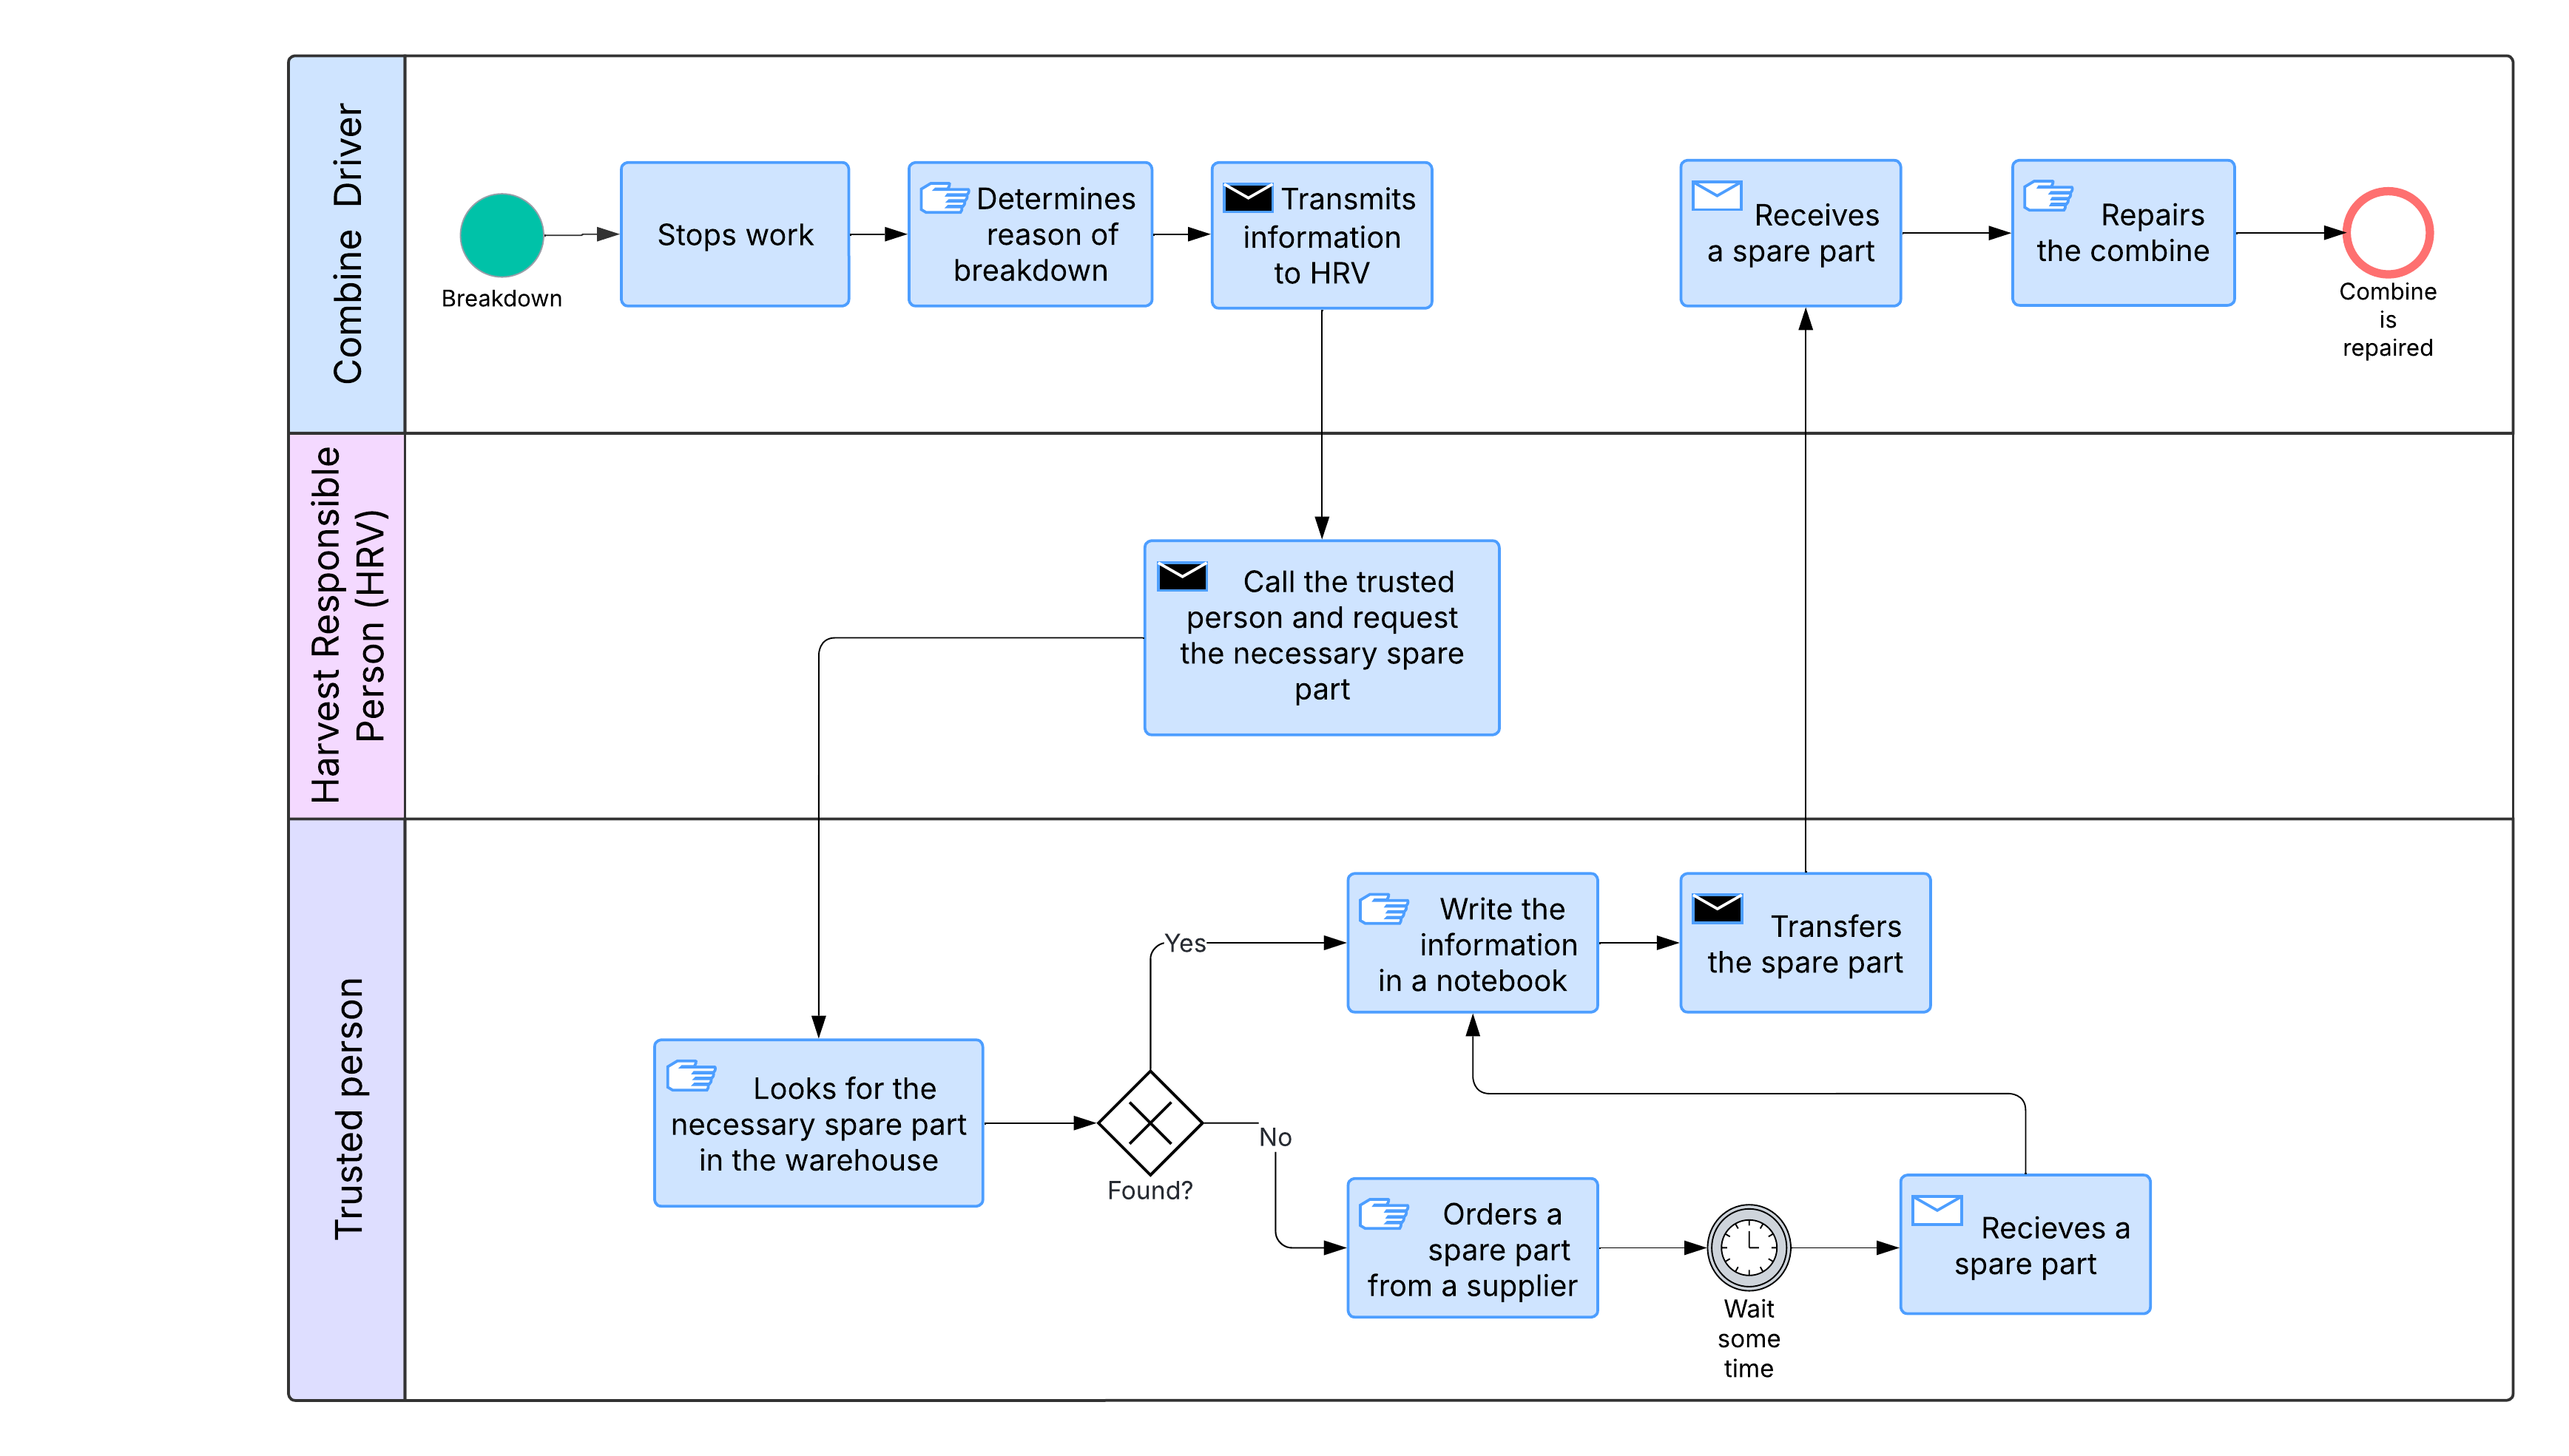 Combine Driver
Breakdown
Stops work
Determines
reason of
breakdown
Transmits
information
to HRV
Receives
a spare part
Repairs
the combine
Combine
is
repaired
Harvest Responsible
Person (HRV)
Call the trusted
person and request
the necessary spare
part
Trusted person
Looks for the
necessary spare part
in the warehouse
Found?
Yes
No
Write the
information
in a notebook
Transfers
the spare part
Orders a
spare part
from a supplier
Wait
some
time
Recieves a
spare part